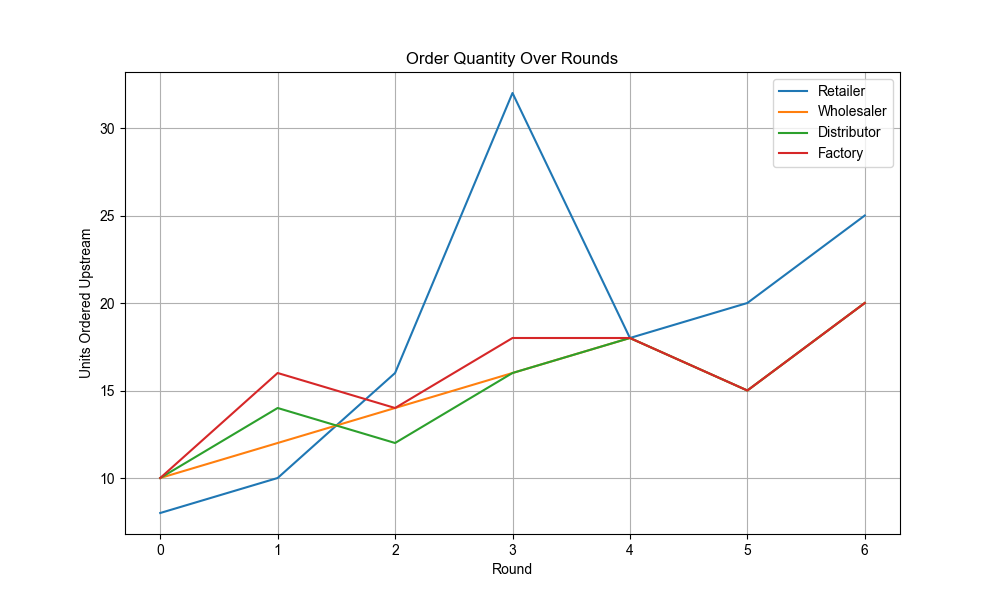 Order Quantity Over Rounds
Retailer
Wholesaler
Distributor
Factory
Units Ordered Upstream
30
25
20
15
10
0 1 2 3 4 5 6
Round